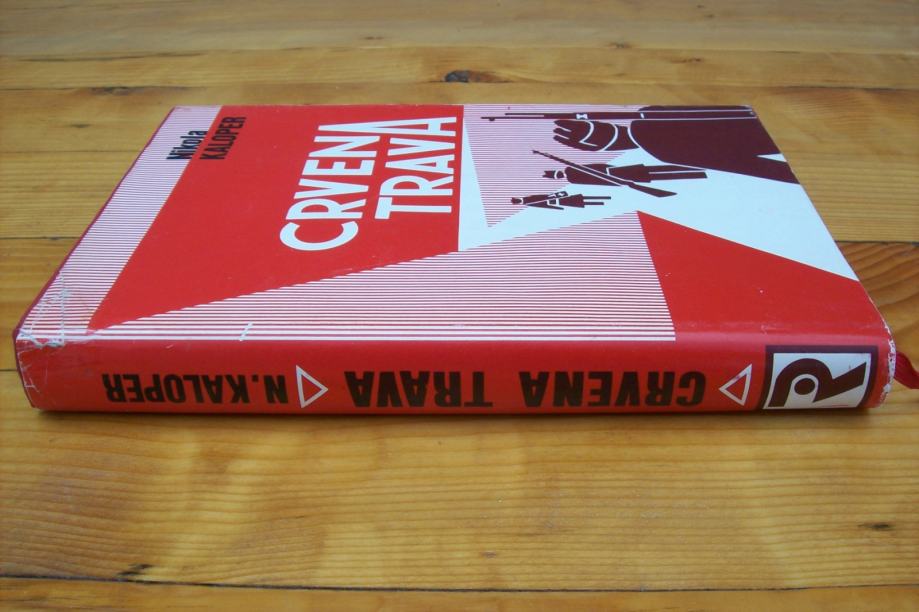 Nikola
KALOPER
CRVENA
TRAVA
N. KALOPER
CRVENA TRAVA
R